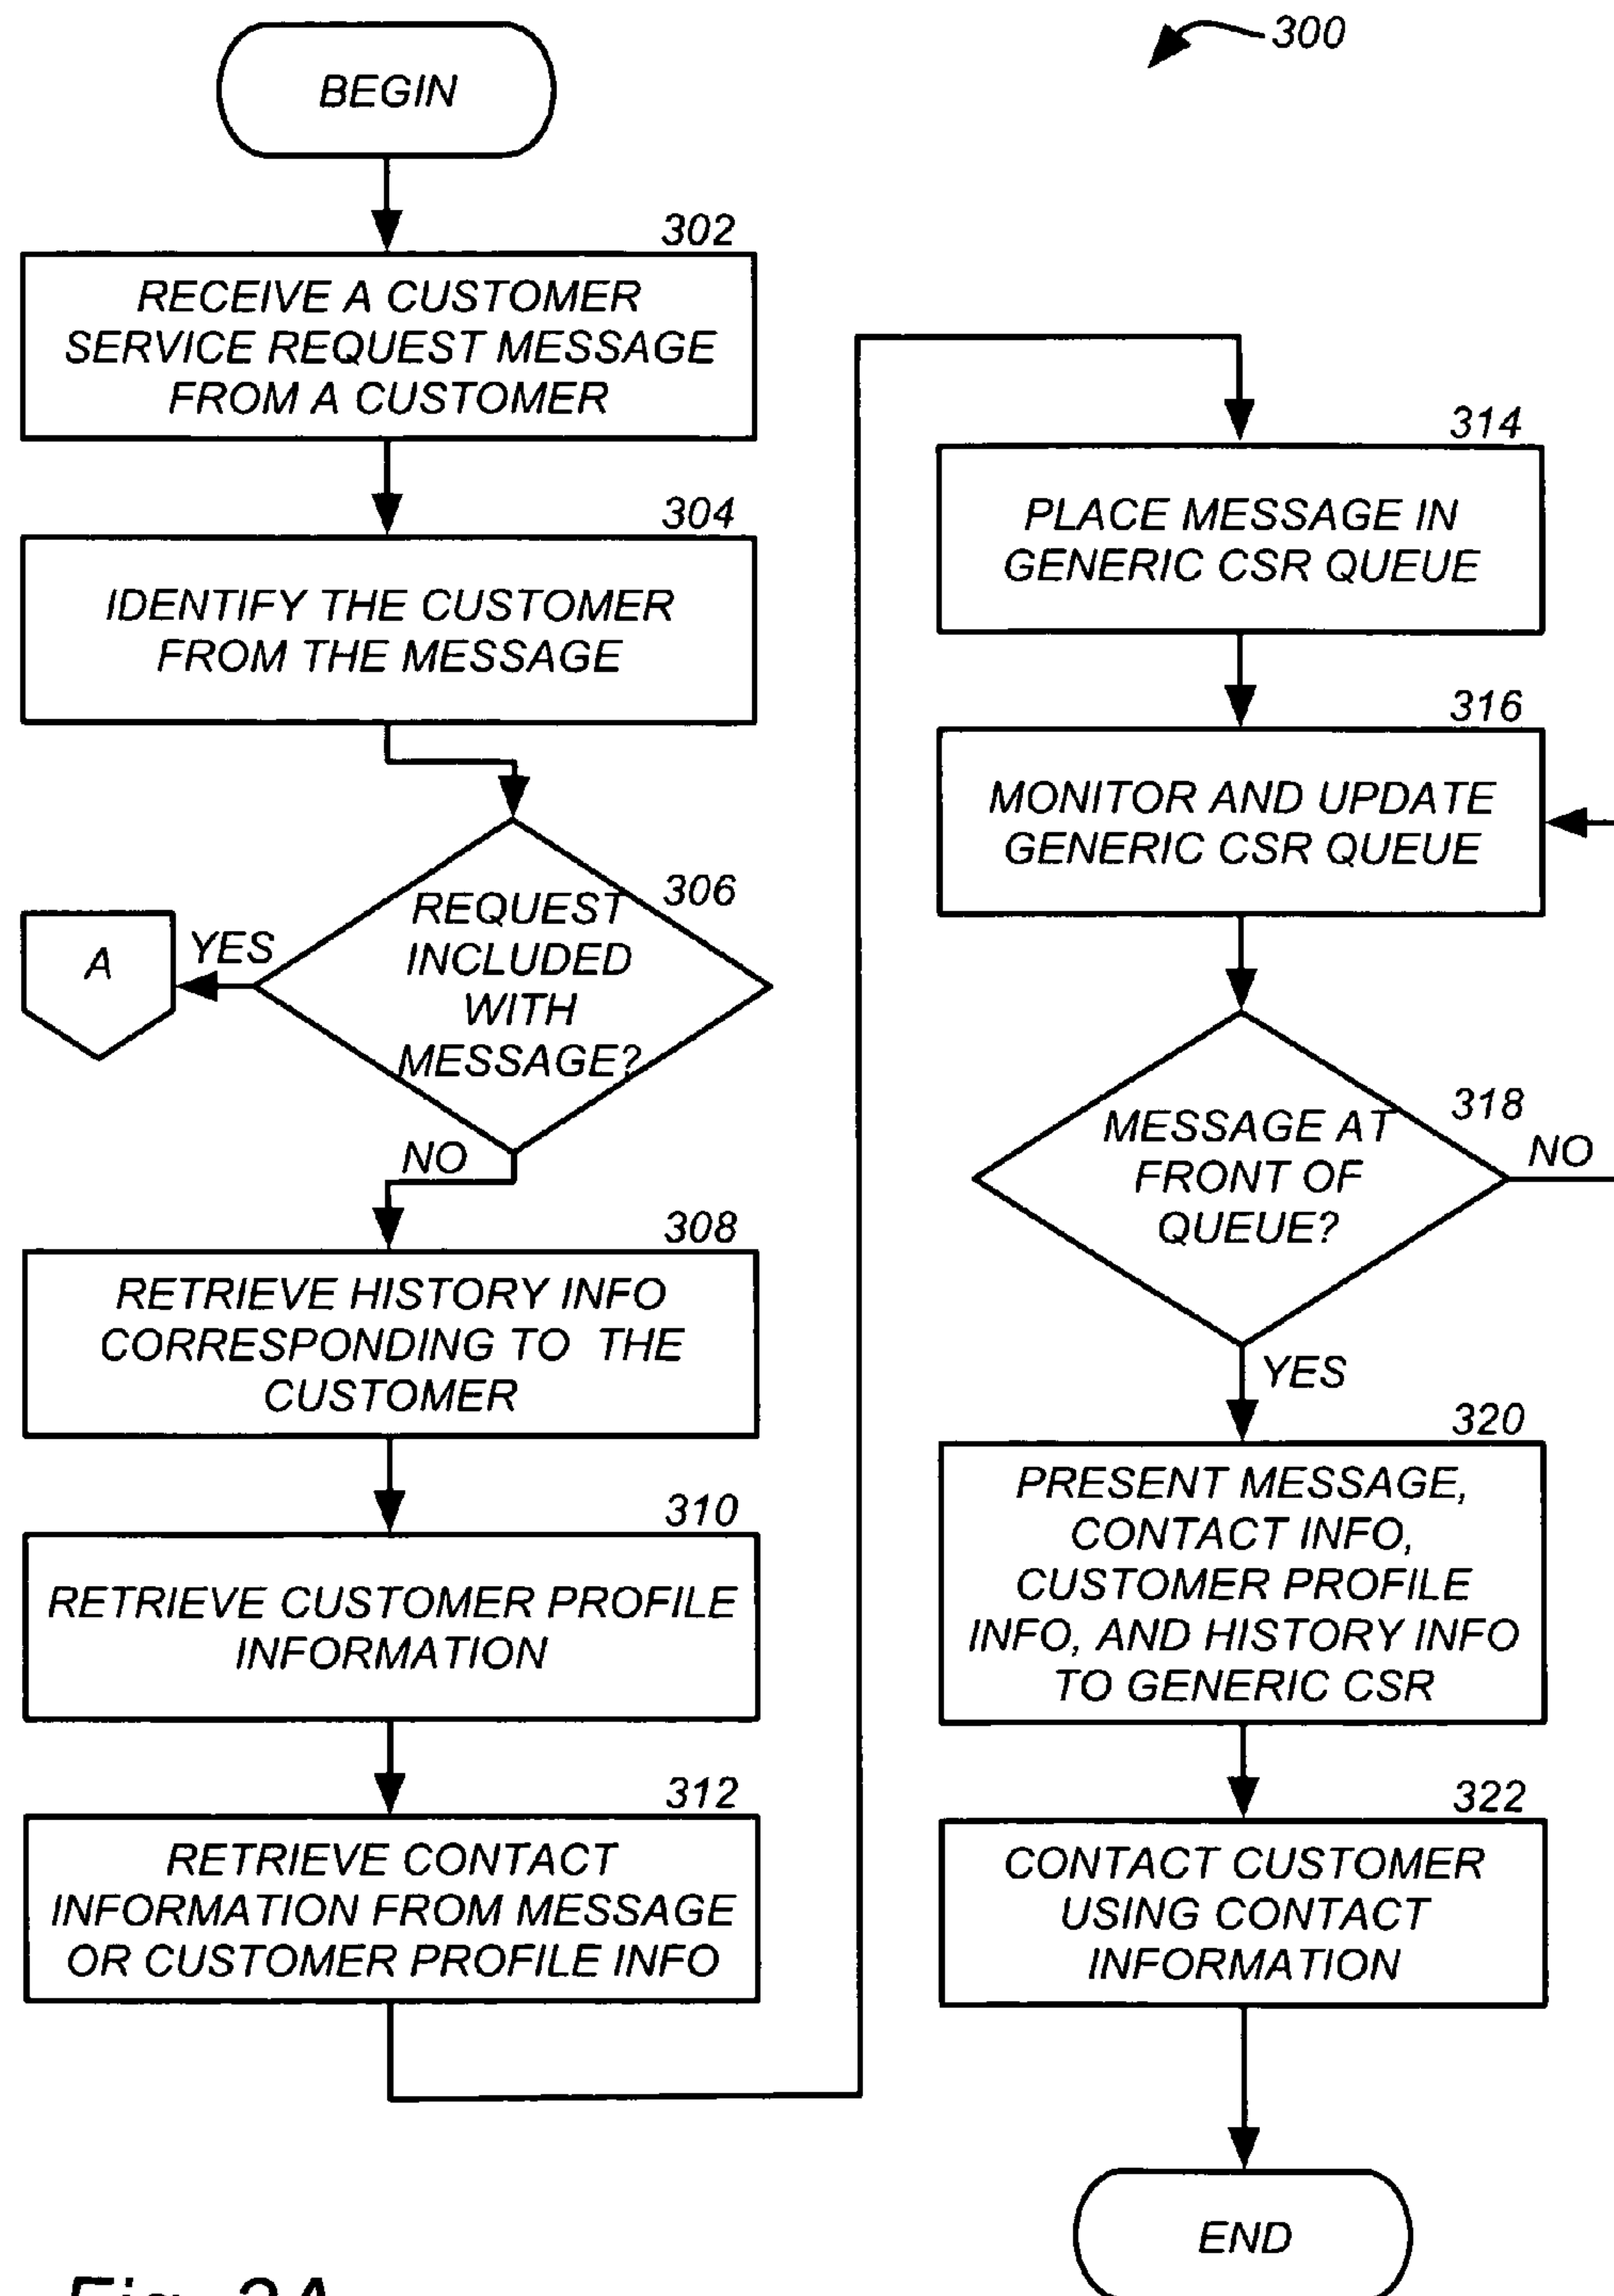 300
BEGIN
302
RECEIVE A CUSTOMER
SERVICE REQUEST MESSAGE
FROM A CUSTOMER
304
IDENTIFY THE CUSTOMER
FROM THE MESSAGE
306
REQUEST
INCLUDED
WITH
MESSAGE?
YES
A
NO
308
RETRIEVE HISTORY INFO
CORRESPONDING TO THE
CUSTOMER
310
RETRIEVE CUSTOMER PROFILE
INFORMATION
312
RETRIEVE CONTACT
INFORMATION FROM MESSAGE
OR CUSTOMER PROFILE INFO
314
PLACE MESSAGE IN
GENERIC CSR QUEUE
316
MONITOR AND UPDATE
GENERIC CSR QUEUE
318
MESSAGE AT
FRONT OF
QUEUE?
NO
YES
320
PRESENT MESSAGE,
CONTACT INFO,
CUSTOMER PROFILE
INFO, AND HISTORY INFO
TO GENERIC CSR
322
CONTACT CUSTOMER
USING CONTACT
INFORMATION
END